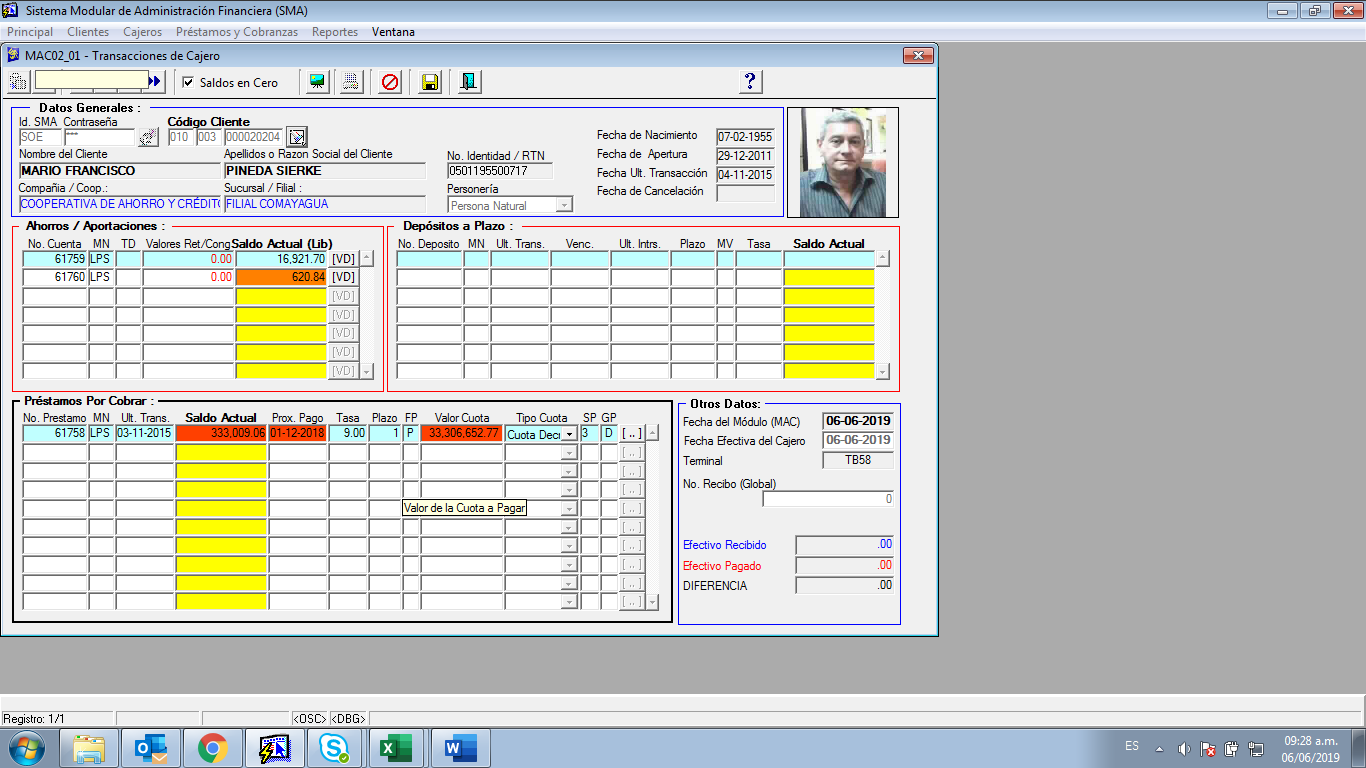 Sistema Modular de Administración Financiera (SMA)
Principal Clientes Cajeros Préstamos y Cobranzas Reportes Ventana
MAC02_01 - Transacciones de Cajero
Saldos en Cero
?
Datos Generales :
Id. SMA Contraseña Código Cliente
SOE *** 010 003 000020204
Nombre del Cliente Apellidos o Razon Social del Cliente No. Identidad / RTN
MARIO FRANCISCO PINEDA SIERKE 0501195500717
Compañia / Coop.: Sucursal / Filial : Personería
COOPERATIVA DE AHORRO Y CRÉDITO FILIAL COMAYAGUA Persona Natural
Fecha de Nacimiento 07-02-1955
Fecha de Apertura 29-12-2011
Fecha Ult. Transacción 04-11-2015
Fecha de Cancelación
Ahorros / Aportaciones :
No. Cuenta MN TD Valores Ret/Cong Saldo Actual (Lib)
61759 LPS 0.00 16,921.70 [VD]
61760 LPS 0.00 620.84 [VD]
[VD]
[VD]
[VD]
[VD]
[VD]
Depósitos a Plazo :
No. Deposito MN Ult. Trans. Venc. Ult. Intrs. Plazo MV Tasa Saldo Actual
Préstamos Por Cobrar :
No. Prestamo MN Ult. Trans. Saldo Actual Prox. Pago Tasa Plazo FP Valor Cuota Tipo Cuota SP GP
61758 LPS 03-11-2015 333,009.06 01-12-2018 9.00 1 P 33,306,652.77 Cuota Decr 3 D [ .. ]
[ .. ]
[ .. ]
[ .. ]
[ .. ]
[ .. ]
[ .. ]
[ .. ]
[ .. ]
[ .. ]
Valor de la Cuota a Pagar
Otros Datos:
Fecha del Módulo (MAC) 06-06-2019
Fecha Efectiva del Cajero 06-06-2019
Terminal TB58
No. Recibo (Global)
0
Efectivo Recibido .00
Efectivo Pagado .00
DIFERENCIA .00
Registro: 1/1 <OSC> <DBG>
ES 09:28 a.m.
06/06/2019